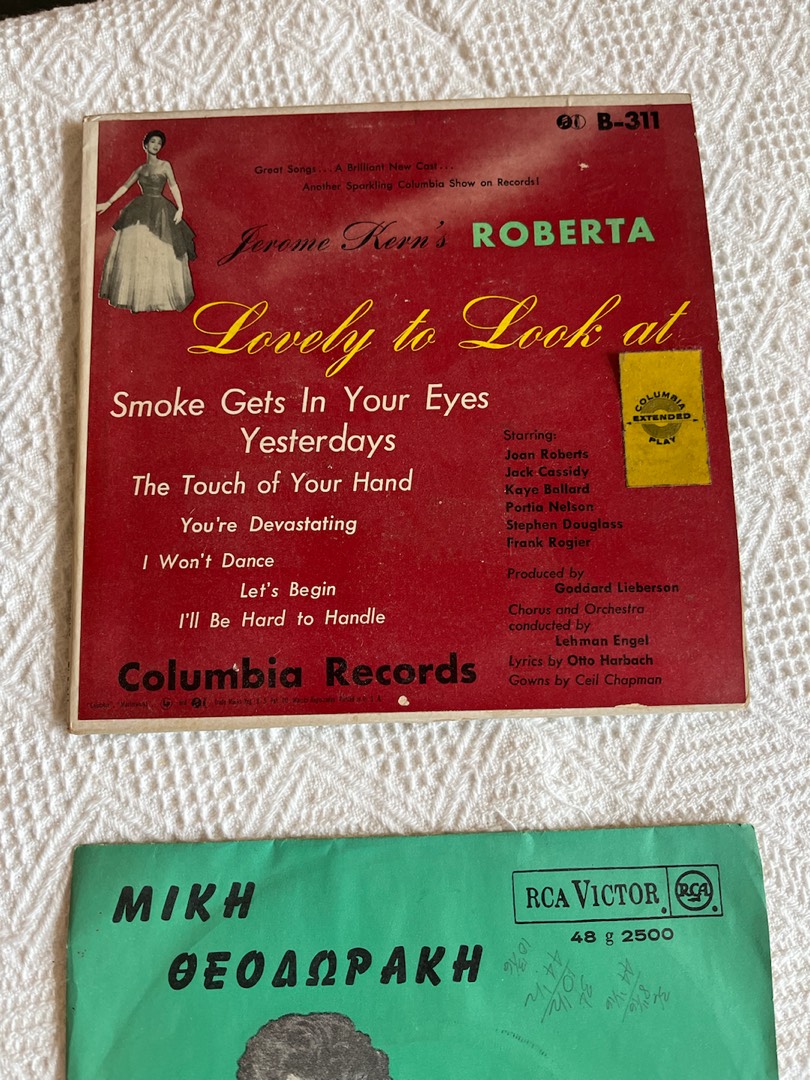 B-311
Great Songs...A Brilliant New Cast...
Another Sparkling Columbia Show on Records!
Jerome Kern's ROBERTA
Lovely to Look at
Smoke Gets In Your Eyes
Yesterdays
The Touch of Your Hand
You're Devastating
I Won't Dance
Let's Begin
I'll Be Hard to Handle
COLUMBIA
EXTENDED
PLAY
Starring:
Joan Roberts
Jack Cassidy
Kaye Ballard
Portia Nelson
Stephen Douglass
Frank Rogier
Produced by
Goddard Lieberson
Chorus and Orchestra
conducted by
Lehman Engel
Lyrics by Otto Harbach
Gowns by Ceil Chapman
Columbia Records
ΜΙΚΗ
ΘΕΟΔΩΡΑΚΗ
RCA VICTOR
RCA
48 g 2500